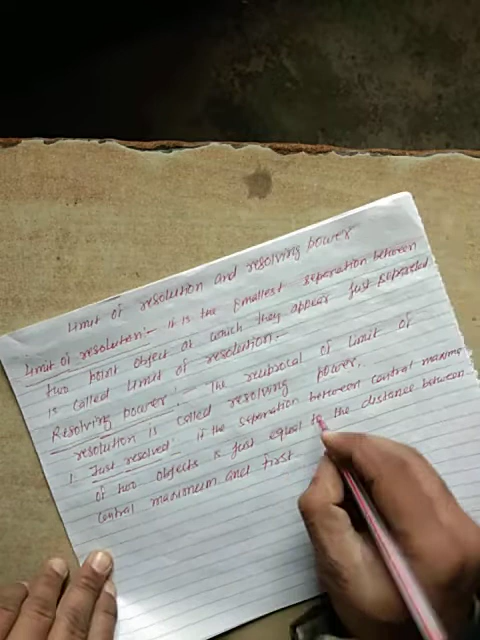 Limit of resolution and resolving power
Limit of resolution:- it is the smallest seperation between
two point object at which they appear just seperated
is called limit of resolution:-
Resolving power:- The reciprocal of limit of
resolution is called resolving power.
1. Just resolved: if the seperation between central maxima
of two objects is just equal to the distance between
central maximum and first